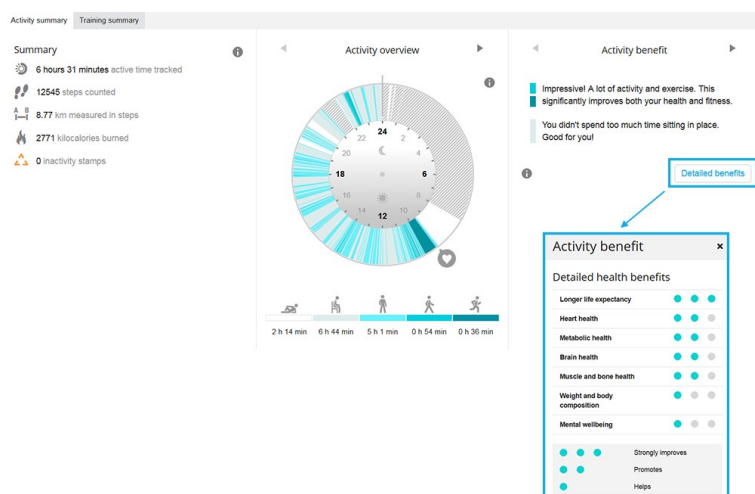 Activity summary
Training summary
Summary
6 hours 31 minutes active time tracked
12545 steps counted
A B
8.77 km measured in steps
2771 kilocalories burned
0 inactivity stamps
Activity overview
24
22
2
20
4
18
6
16
8
14
10
12
2 h 14 min
6 h 44 min
5 h 1 min
0 h 54 min
0 h 36 min
Activity benefit
Impressive! A lot of activity and exercise. This
significantly improves both your health and fitness.
You didn't spend too much time sitting in place.
Good for you!
Detailed benefits
Activity benefit
×
Detailed health benefits
Longer life expectancy
Heart health
Metabolic health
Brain health
Muscle and bone health
Weight and body
composition
Mental wellbeing
Strongly improves
Promotes
Helps